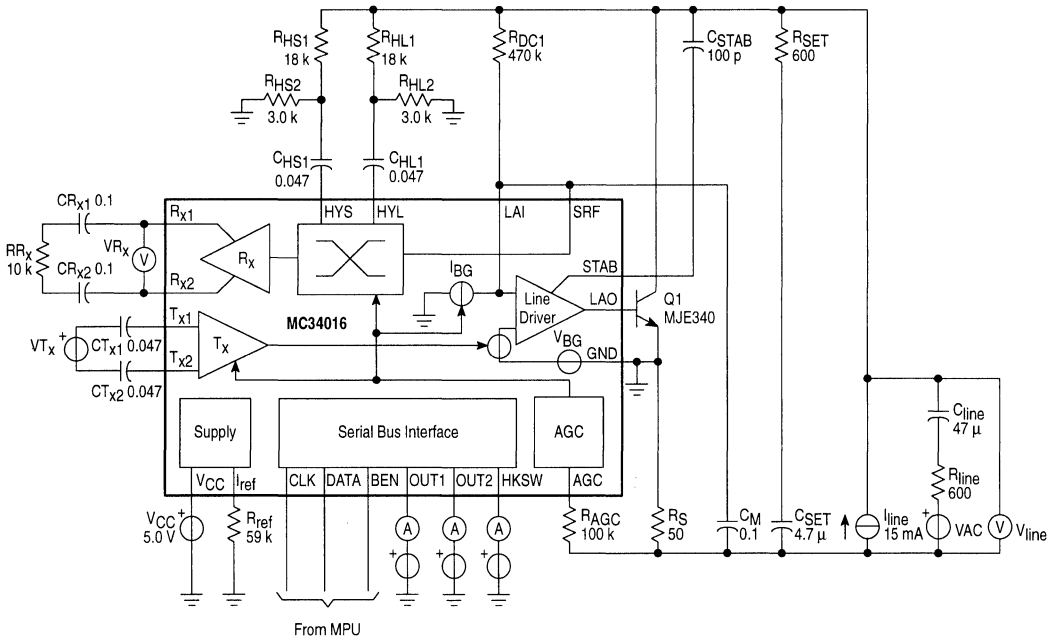 RHS1
18 k
RHL1
18 k
RDC1
470 k
CSTAB
100 p
RSET
600
RHS2
3.0 k
RHL2
3.0 k
CHS1
0.047
CHL1
0.047
CRx1 0.1
Rx1
HYS
HYL
LAI
SRF
RRx
10 k
VRx
V
Rx
CRx2 0.1
Rx2
IBG
STAB
Line
Driver
LAO
Q1
MJE340
MC34016
Tx1
VTx
+
CTx1 0.047
Tx
Tx2
CTx2 0.047
VBG
GND
Supply
Serial Bus Interface
AGC
Cline
47 µ
Rline
600
VCC
Iref
CLK
DATA
BEN
OUT1
OUT2
HKSW
AGC
VCC +
5.0 V
Rref
59 k
A
A
A
+
+
+
RAGC
100 k
RS
50
CM
0.1
CSET
4.7 µ
Iline
15 mA
+
VAC
V
Vline
From MPU